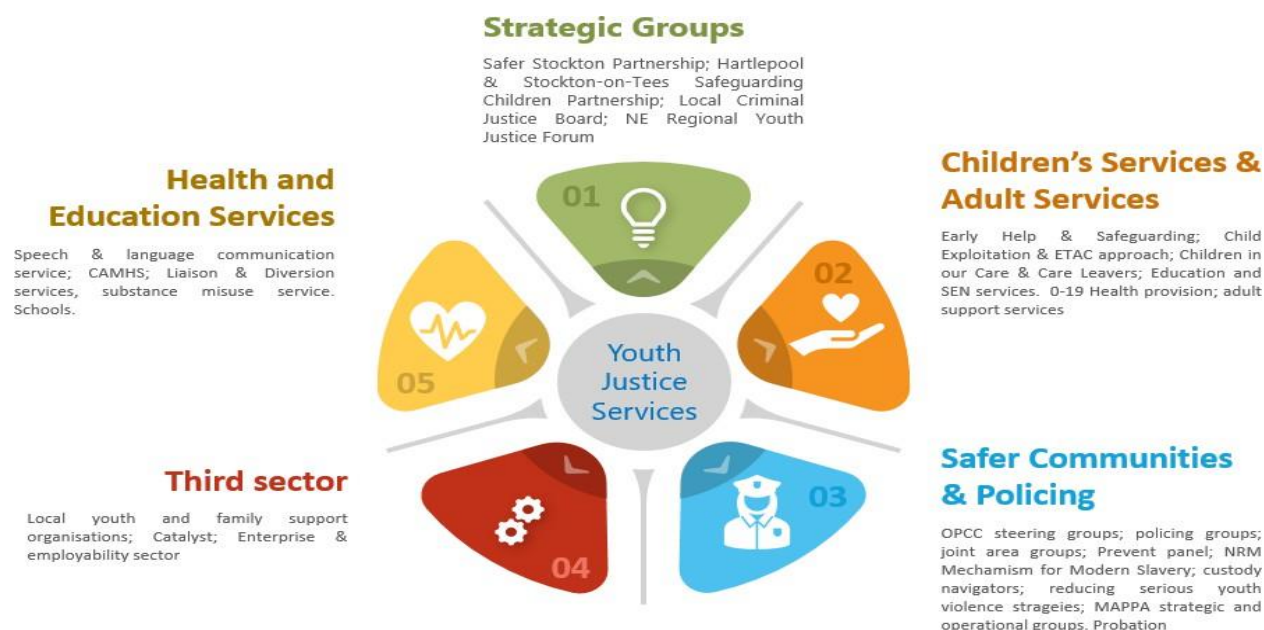 Strategic Groups
Safer Stockton Partnership; Hartlepool
& Stockton-on-Tees Safeguarding
Children Partnership; Local Criminal
Justice Board; NE Regional Youth
Justice Forum
01
Children's Services &
Adult Services
Early Help & Safeguarding; Child
Exploitation & ETAC approach; Children in
our Care & Care Leavers; Education and
SEN services. 0-19 Health provision; adult
support services
02
Safer Communities
& Policing
OPCC steering groups; policing groups;
joint area groups; Prevent panel; NRM
Mechamism for Modern Slavery; custody
navigators; reducing serious youth
violence strageies; MAPPA strategic and
operational groups. Probation
03
Third sector
Local youth and family support
organisations; Catalyst; Enterprise &
employability sector
04
Health and
Education Services
Speech & language communication
service; CAMHS; Liaison & Diversion
services, substance misuse service.
Schools.
05
Youth
Justice
Services